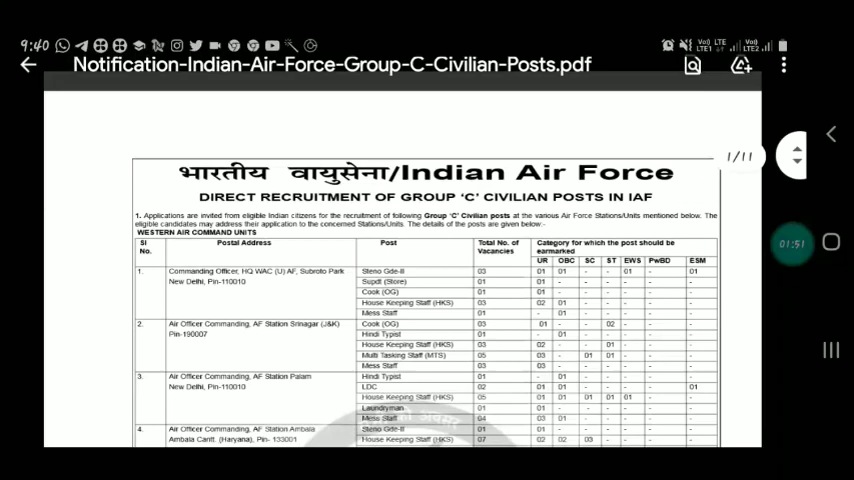 9:40 Vo) LTE LTE1 Vo) LTE2
Notification-Indian-Air-Force-Group-C-Civilian-Posts.pdf
1/11
भारतीय वायुसेना/Indian Air Force
DIRECT RECRUITMENT OF GROUP ‘C’ CIVILIAN POSTS IN IAF
1. Applications are invited from eligible Indian citizens for the recruitment of following Group ‘C’ Civilian posts at the various Air Force Stations/Units mentioned below. The
eligible candidates may address their application to the concerned Stations/Units. The details of the posts are given below:-
WESTERN AIR COMMAND UNITS
Sl No. Postal Address Post Total No. of Vacancies Category for which the post should be earmarked
UR OBC SC ST EWS PwBD ESM
1. Commanding Officer, HQ WAC (U) AF, Subroto Park Steno Gde-II 03 01 01 - - 01 - 01
New Delhi, Pin-110010 Supdt (Store) 01 01 - - - - - -
Cook (OG) 01 01 - - - - - -
House Keeping Staff (HKS) 03 02 01 - - - - -
Mess Staff 01 - 01 - - - - -
2. Air Officer Commanding, AF Station Srinagar (J&K) Cook (OG) 03 01 - - 02 - - -
Pin-190007 Hindi Typist 01 - 01 - - - - -
House Keeping Staff (HKS) 03 02 - - 01 - - -
Multi Tasking Staff (MTS) 05 03 - 01 01 - - -
Mess Staff 03 03 - - - - - -
3. Air Officer Commanding, AF Station Palam Hindi Typist 01 - 01 - - - - -
New Delhi, Pin-110010 LDC 02 01 01 - - - - 01
House Keeping Staff (HKS) 05 01 01 01 01 01 - -
Laundryman 01 01 - - - - - -
Mess Staff 04 03 01 - - - - -
4. Air Officer Commanding, AF Station Ambala Steno Gde-II 01 01 - - - - - -
Ambala Cantt. (Haryana), Pin- 133001 House Keeping Staff (HKS) 07 02 02 03 - - - -
01:51